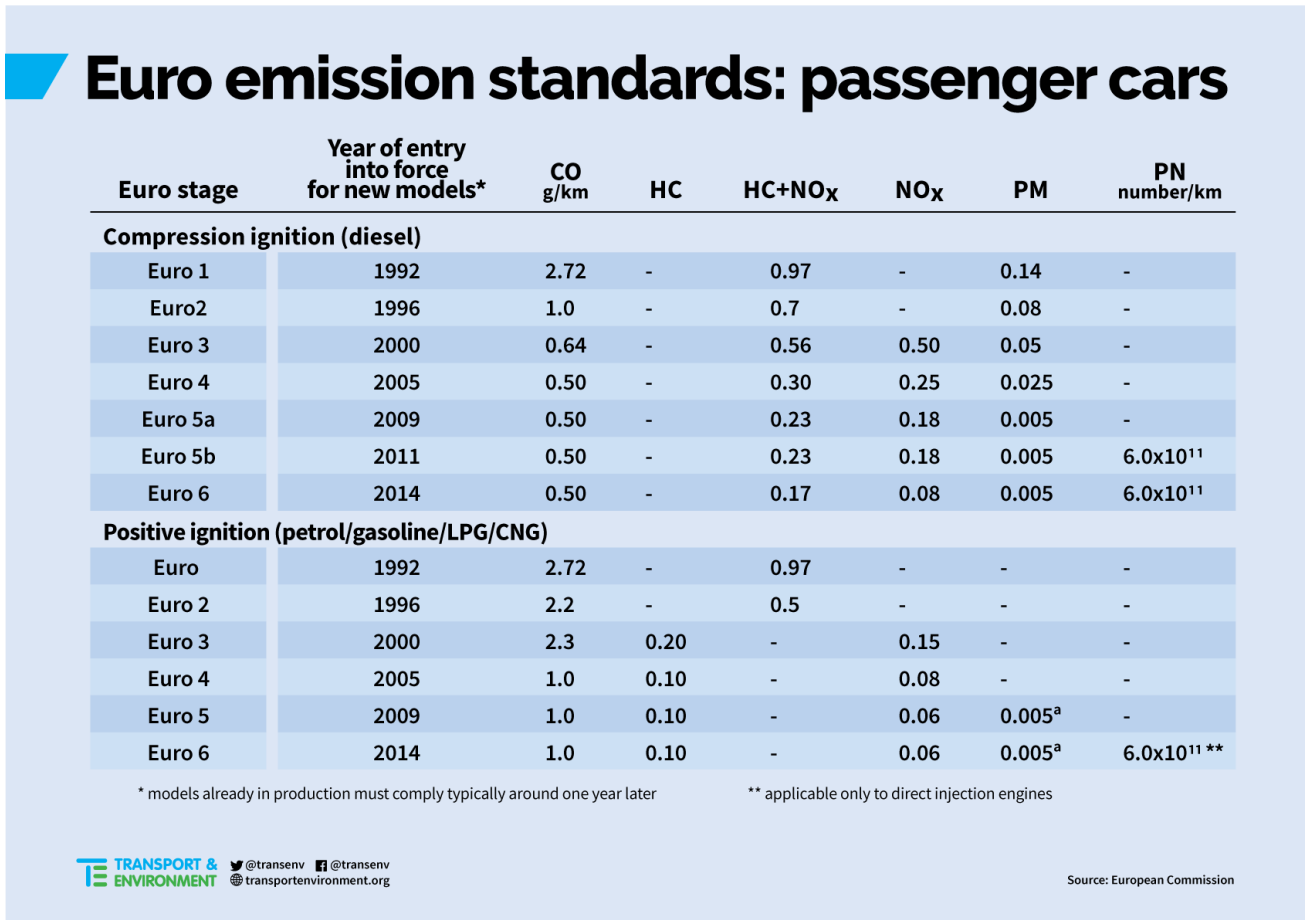 Euro emission standards: passenger cars
Euro stage Year of entry into force for new models* CO g/km HC HC+NOx NOx PM PN number/km
Compression ignition (diesel)
Euro 1 1992 2.72 - 0.97 - 0.14 -
Euro2 1996 1.0 - 0.7 - 0.08 -
Euro 3 2000 0.64 - 0.56 0.50 0.05 -
Euro 4 2005 0.50 - 0.30 0.25 0.025 -
Euro 5a 2009 0.50 - 0.23 0.18 0.005 -
Euro 5b 2011 0.50 - 0.23 0.18 0.005 6.0x10¹¹
Euro 6 2014 0.50 - 0.17 0.08 0.005 6.0x10¹¹
Positive ignition (petrol/gasoline/LPG/CNG)
Euro 1992 2.72 - 0.97 - - -
Euro 2 1996 2.2 - 0.5 - - -
Euro 3 2000 2.3 0.20 - 0.15 - -
Euro 4 2005 1.0 0.10 - 0.08 - -
Euro 5 2009 1.0 0.10 - 0.06 0.005ᵃ -
Euro 6 2014 1.0 0.10 - 0.06 0.005ᵃ 6.0x10¹¹ **
* models already in production must comply typically around one year later ** applicable only to direct injection engines
TE TRANSPORT & ENVIRONMENT
@transenv @transenv
transportenvironment.org
Source: European Commission